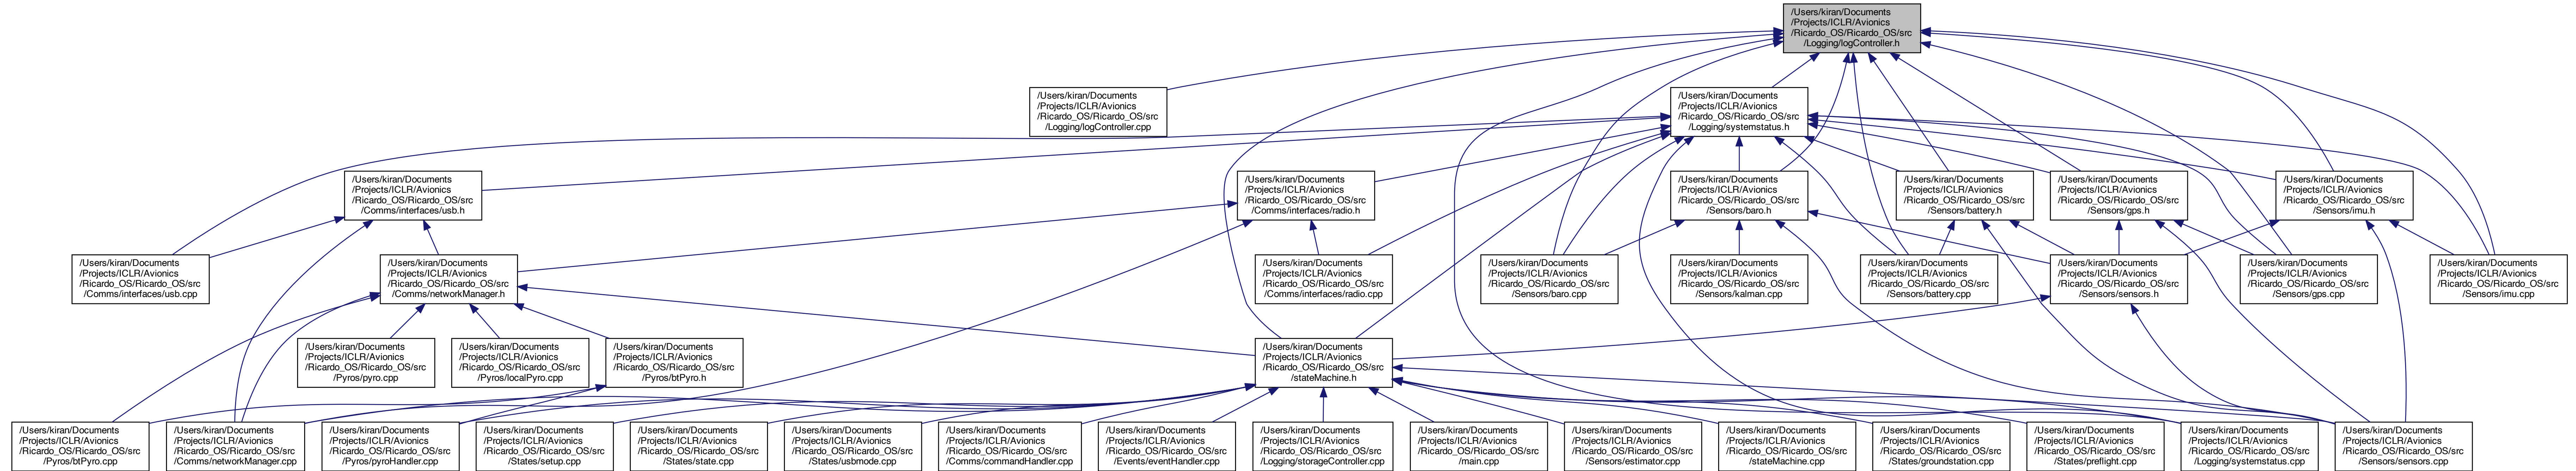 /Users/kiran/Documents
/Projects/ICLR/Avionics
/Ricardo_OS/Ricardo_OS/src
/Logging/logController.h
/Users/kiran/Documents
/Projects/ICLR/Avionics
/Ricardo_OS/Ricardo_OS/src
/Logging/logController.cpp
/Users/kiran/Documents
/Projects/ICLR/Avionics
/Ricardo_OS/Ricardo_OS/src
/Logging/systemstatus.h
/Users/kiran/Documents
/Projects/ICLR/Avionics
/Ricardo_OS/Ricardo_OS/src
/Comms/interfaces/usb.h
/Users/kiran/Documents
/Projects/ICLR/Avionics
/Ricardo_OS/Ricardo_OS/src
/Comms/interfaces/radio.h
/Users/kiran/Documents
/Projects/ICLR/Avionics
/Ricardo_OS/Ricardo_OS/src
/Sensors/baro.h
/Users/kiran/Documents
/Projects/ICLR/Avionics
/Ricardo_OS/Ricardo_OS/src
/Sensors/battery.h
/Users/kiran/Documents
/Projects/ICLR/Avionics
/Ricardo_OS/Ricardo_OS/src
/Sensors/gps.h
/Users/kiran/Documents
/Projects/ICLR/Avionics
/Ricardo_OS/Ricardo_OS/src
/Sensors/imu.h
/Users/kiran/Documents
/Projects/ICLR/Avionics
/Ricardo_OS/Ricardo_OS/src
/Comms/interfaces/usb.cpp
/Users/kiran/Documents
/Projects/ICLR/Avionics
/Ricardo_OS/Ricardo_OS/src
/Comms/networkManager.h
/Users/kiran/Documents
/Projects/ICLR/Avionics
/Ricardo_OS/Ricardo_OS/src
/Comms/interfaces/radio.cpp
/Users/kiran/Documents
/Projects/ICLR/Avionics
/Ricardo_OS/Ricardo_OS/src
/Sensors/baro.cpp
/Users/kiran/Documents
/Projects/ICLR/Avionics
/Ricardo_OS/Ricardo_OS/src
/Sensors/kalman.cpp
/Users/kiran/Documents
/Projects/ICLR/Avionics
/Ricardo_OS/Ricardo_OS/src
/Sensors/battery.cpp
/Users/kiran/Documents
/Projects/ICLR/Avionics
/Ricardo_OS/Ricardo_OS/src
/Sensors/sensors.h
/Users/kiran/Documents
/Projects/ICLR/Avionics
/Ricardo_OS/Ricardo_OS/src
/Sensors/gps.cpp
/Users/kiran/Documents
/Projects/ICLR/Avionics
/Ricardo_OS/Ricardo_OS/src
/Sensors/imu.cpp
/Users/kiran/Documents
/Projects/ICLR/Avionics
/Ricardo_OS/Ricardo_OS/src
/Pyros/pyro.cpp
/Users/kiran/Documents
/Projects/ICLR/Avionics
/Ricardo_OS/Ricardo_OS/src
/Pyros/localPyro.cpp
/Users/kiran/Documents
/Projects/ICLR/Avionics
/Ricardo_OS/Ricardo_OS/src
/Pyros/btPyro.h
/Users/kiran/Documents
/Projects/ICLR/Avionics
/Ricardo_OS/Ricardo_OS/src
/stateMachine.h
/Users/kiran/Documents
/Projects/ICLR/Avionics
/Ricardo_OS/Ricardo_OS/src
/Pyros/btPyro.cpp
/Users/kiran/Documents
/Projects/ICLR/Avionics
/Ricardo_OS/Ricardo_OS/src
/Comms/networkManager.cpp
/Users/kiran/Documents
/Projects/ICLR/Avionics
/Ricardo_OS/Ricardo_OS/src
/Pyros/pyroHandler.cpp
/Users/kiran/Documents
/Projects/ICLR/Avionics
/Ricardo_OS/Ricardo_OS/src
/States/setup.cpp
/Users/kiran/Documents
/Projects/ICLR/Avionics
/Ricardo_OS/Ricardo_OS/src
/States/state.cpp
/Users/kiran/Documents
/Projects/ICLR/Avionics
/Ricardo_OS/Ricardo_OS/src
/States/usbmode.cpp
/Users/kiran/Documents
/Projects/ICLR/Avionics
/Ricardo_OS/Ricardo_OS/src
/Comms/commandHandler.cpp
/Users/kiran/Documents
/Projects/ICLR/Avionics
/Ricardo_OS/Ricardo_OS/src
/Events/eventHandler.cpp
/Users/kiran/Documents
/Projects/ICLR/Avionics
/Ricardo_OS/Ricardo_OS/src
/Logging/storageController.cpp
/Users/kiran/Documents
/Projects/ICLR/Avionics
/Ricardo_OS/Ricardo_OS/src
/main.cpp
/Users/kiran/Documents
/Projects/ICLR/Avionics
/Ricardo_OS/Ricardo_OS/src
/Sensors/estimator.cpp
/Users/kiran/Documents
/Projects/ICLR/Avionics
/Ricardo_OS/Ricardo_OS/src
/stateMachine.cpp
/Users/kiran/Documents
/Projects/ICLR/Avionics
/Ricardo_OS/Ricardo_OS/src
/States/groundstation.cpp
/Users/kiran/Documents
/Projects/ICLR/Avionics
/Ricardo_OS/Ricardo_OS/src
/States/preflight.cpp
/Users/kiran/Documents
/Projects/ICLR/Avionics
/Ricardo_OS/Ricardo_OS/src
/Logging/systemstatus.cpp
/Users/kiran/Documents
/Projects/ICLR/Avionics
/Ricardo_OS/Ricardo_OS/src
/Sensors/sensors.cpp